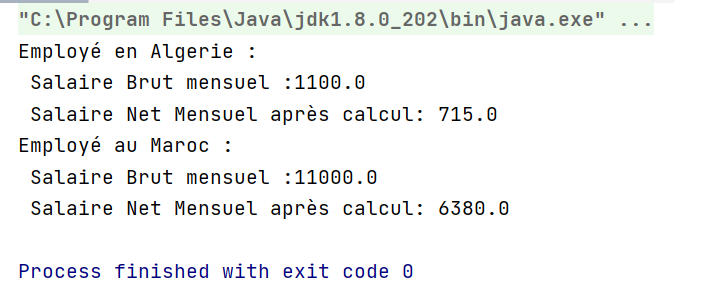 "C:\Program Files\Java\jdk1.8.0_202\bin\java.exe" ...
Employé en Algerie :
 Salaire Brut mensuel :1100.0
 Salaire Net Mensuel après calcul: 715.0
Employé au Maroc :
 Salaire Brut mensuel :11000.0
 Salaire Net Mensuel après calcul: 6380.0
Process finished with exit code 0